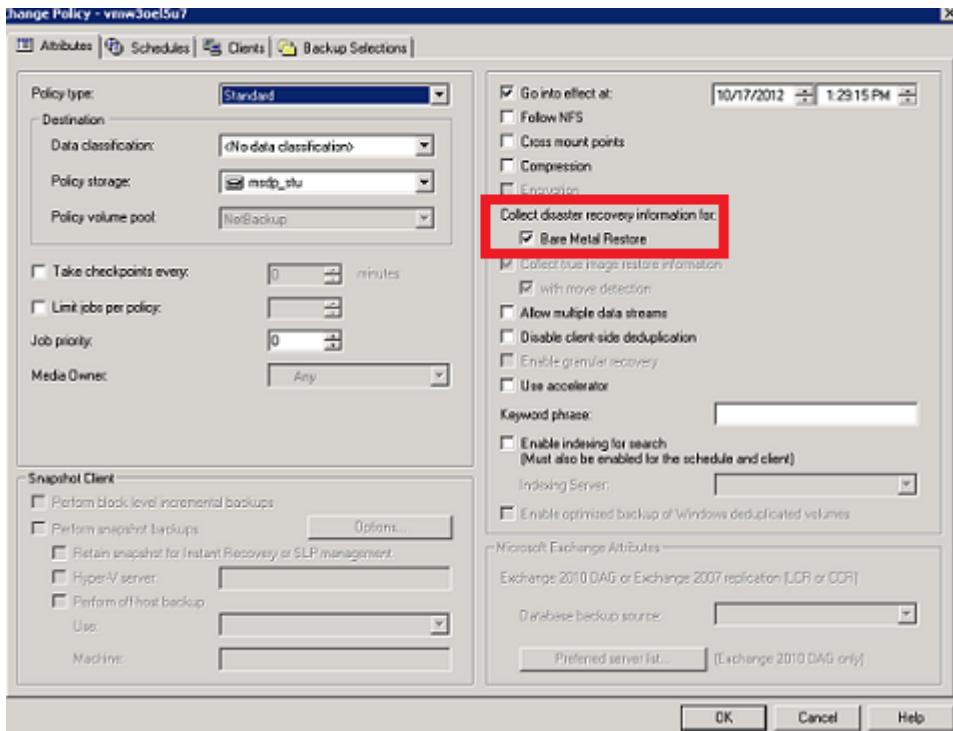 Change Policy - vmw3oel5u7
Attributes Schedules Clients Backup Selections
Policy type: Standard
Destination
Data classification: <No data classification>
Policy storage: msdp_stu
Policy volume pool: NetBackup
Take checkpoints every: 0 minutes
Limit jobs per policy:
Job priority: 0
Media Owner: Any
Snapshot Client
Perform block level incremental backups
Perform snapshot backups Options...
Retain snapshot for Instant Recovery or SLP management
Hyper-V server:
Perform off-host backup
Use:
Machine:
Go into effect at: 10/17/2012 1:29:15 PM
Follow NFS
Cross mount points
Compression
Encryption
Collect disaster recovery information for:
Bare Metal Restore
Collect true image restore information
with move detection
Allow multiple data streams
Disable client-side deduplication
Enable granular recovery
Use accelerator
Keyword phrase:
Enable indexing for search
(Must also be enabled for the schedule and client)
Indexing Server:
Enable optimized backup of Windows deduplicated volumes
Microsoft Exchange Attributes
Exchange 2010 DAG or Exchange 2007 replication (LCR or CCR)
Database backup source:
Preferred server list... (Exchange 2010 DAG only)
OK Cancel Help